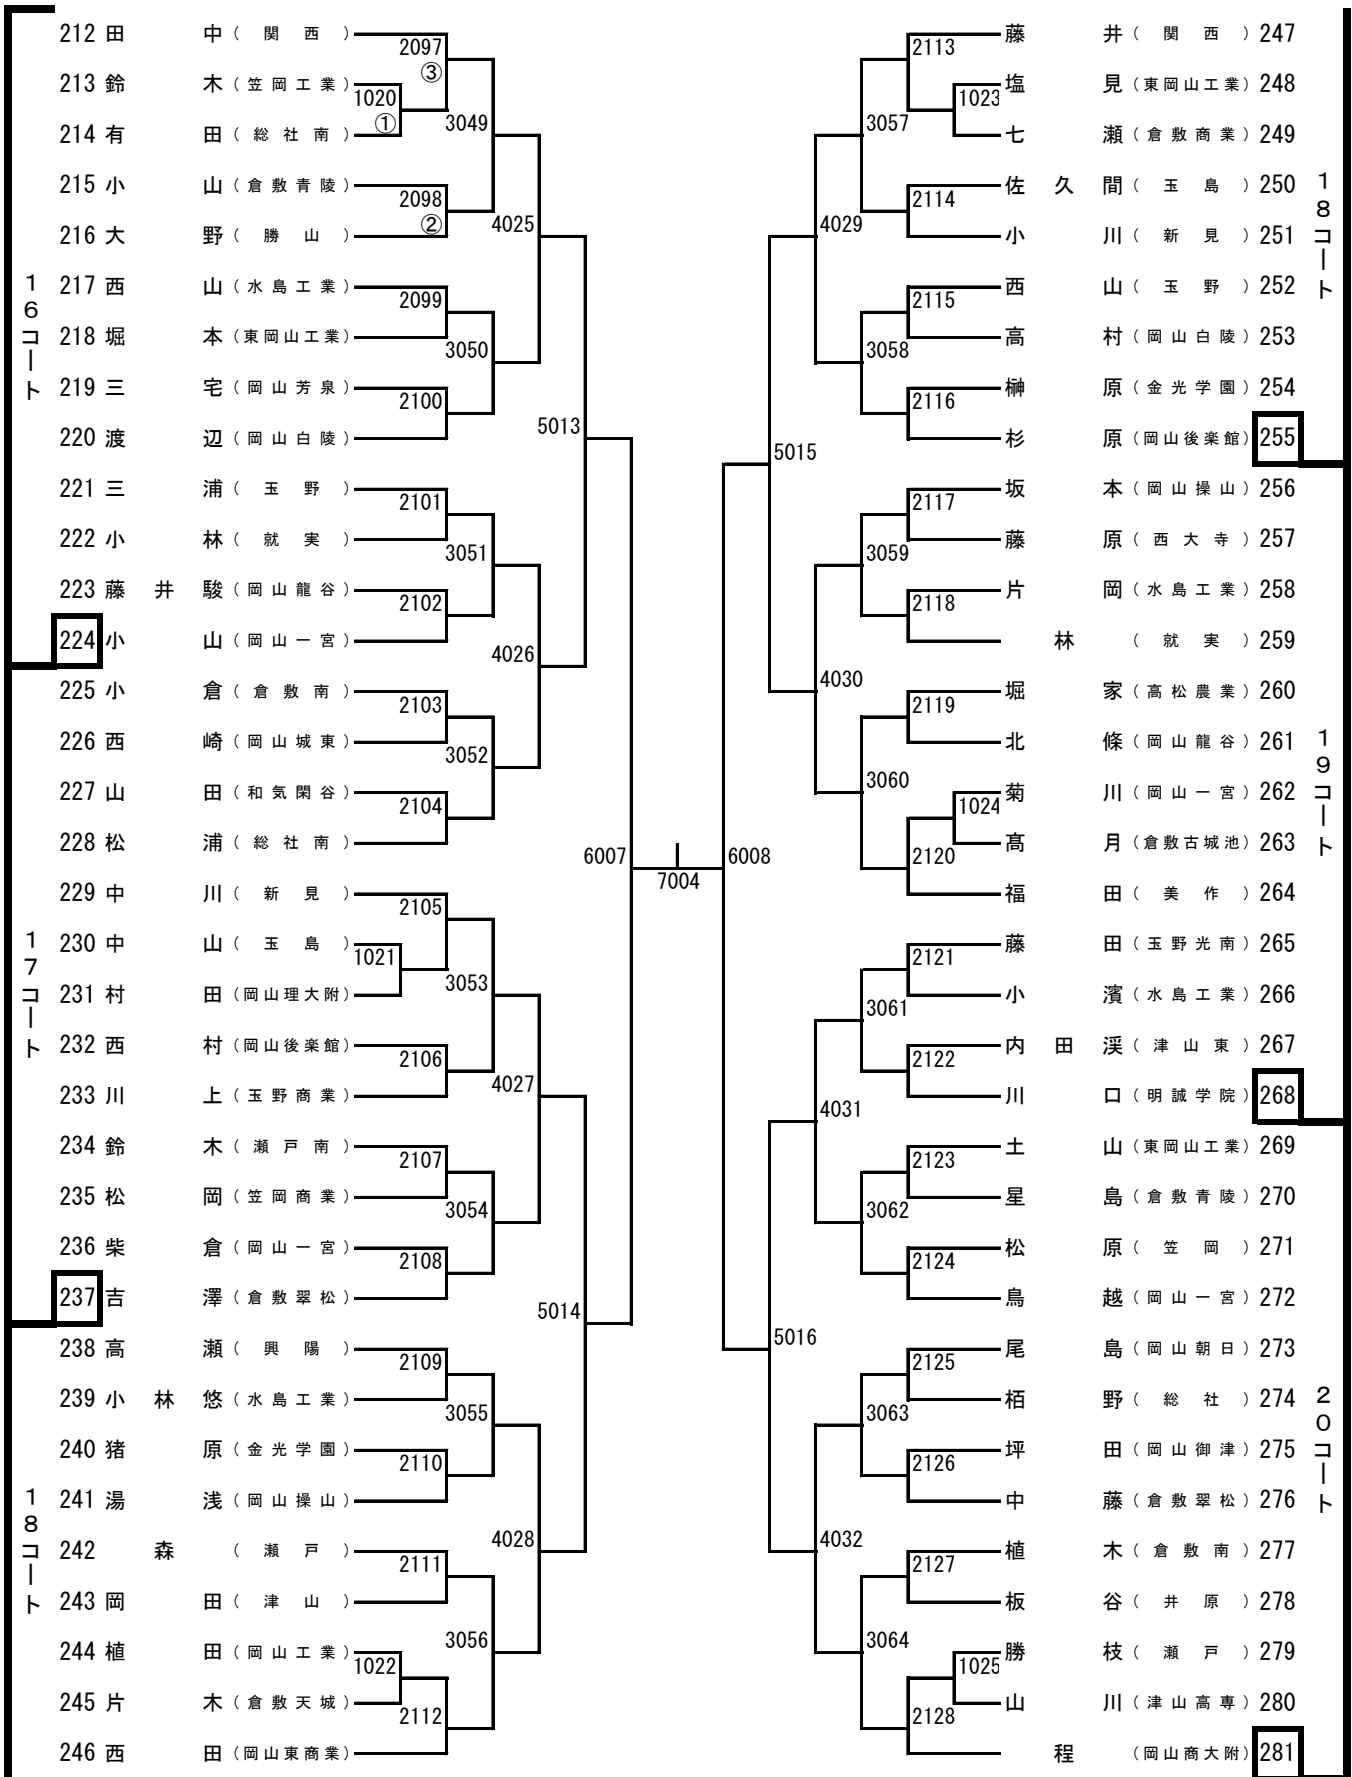 212 田中（関西）
2097
③
213 鈴木（笠岡工業）
1020
①
214 有田（総社南）
3049
215 小山（倉敷青陵）
2098
②
216 大野（勝山）
4025
16コート
217 西山（水島工業）
2099
218 堀本（東岡山工業）
3050
219 三宅（岡山芳泉）
2100
220 渡辺（岡山白陵）
5013
221 三浦（玉野）
2101
222 小林（就実）
3051
223 藤井駿（岡山龍谷）
2102
224 小山（岡山一宮）
4026
225 小倉（倉敷南）
2103
226 西崎（岡山城東）
3052
227 山田（和気閑谷）
2104
228 松浦（総社南）
6007
229 中川（新見）
2105
17コート
230 中山（玉島）
1021
231 村田（岡山理大附）
3053
232 西村（岡山後楽館）
2106
233 川上（玉野商業）
4027
234 鈴木（瀬戸南）
2107
235 松岡（笠岡商業）
3054
236 柴倉（岡山一宮）
2108
237 吉澤（倉敷翠松）
5014
238 高瀬（興陽）
2109
239 小林悠（水島工業）
3055
240 猪原（金光学園）
2110
18コート
241 湯浅（岡山操山）
4028
242 森（瀬戸）
2111
243 岡田（津山）
3056
244 植田（岡山工業）
1022
245 片木（倉敷天城）
2112
246 西田（岡山東商業）
7004
藤井（関西）247
2113
塩見（東岡山工業）248
1023
七瀬（倉敷商業）249
3057
佐久間（玉島）250
2114
小川（新見）251
4029
18コート
西山（玉野）252
2115
高村（岡山白陵）253
3058
榊原（金光学園）254
2116
杉原（岡山後楽館）255
5015
坂本（岡山操山）256
2117
藤原（西大寺）257
3059
片岡（水島工業）258
2118
林（就実）259
4030
堀家（高松農業）260
2119
北條（岡山龍谷）261
19コート
3060
菊川（岡山一宮）262
1024
髙月（倉敷古城池）263
2120
6008
福田（美作）264
藤田（玉野光南）265
2121
小濱（水島工業）266
3061
内田渓（津山東）267
2122
川口（明誠学院）268
4031
土山（東岡山工業）269
2123
星島（倉敷青陵）270
3062
松原（笠岡）271
2124
鳥越（岡山一宮）272
5016
尾島（岡山朝日）273
2125
栢野（総社）274
3063
20コート
坪田（岡山御津）275
2126
中藤（倉敷翠松）276
4032
植木（倉敷南）277
2127
板谷（井原）278
3064
勝枝（瀬戸）279
1025
山川（津山高専）280
2128
程（岡山商大附）281